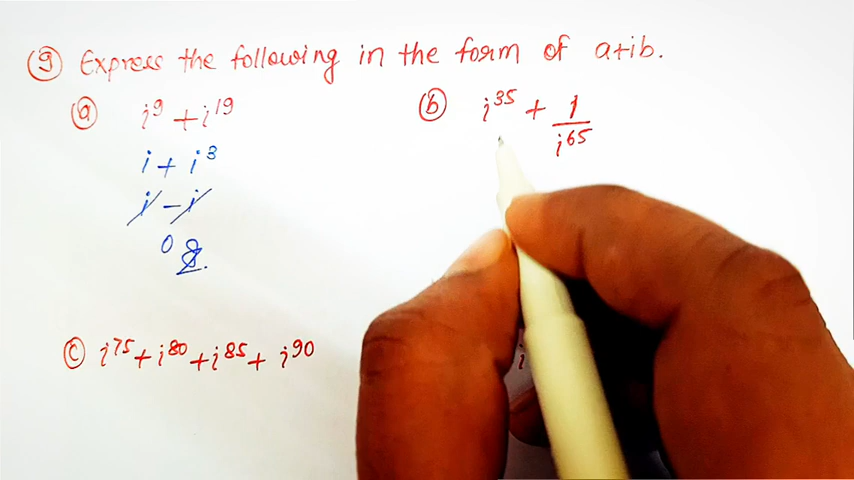 ⑨ Express the following in the form of a+ib.
ⓐ i⁹ + i¹⁹
i + i³
i - i
0
ⓑ i³⁵ + 1/i⁶⁵
ⓒ i⁷⁵ + i⁸⁰ + i⁸⁵ + i⁹⁰